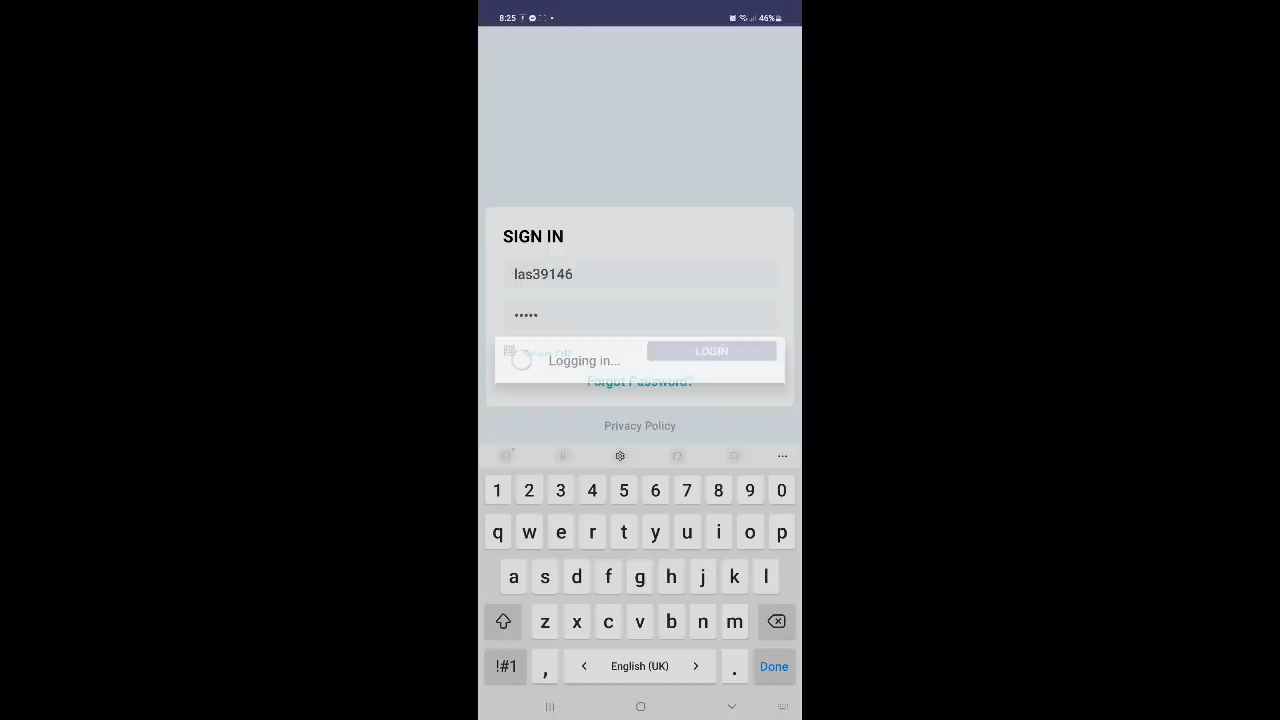 8:25
46%
SIGN IN
las39146
•••••
LOGIN
Logging in...
Forgot Password?
Privacy Policy
1 2 3 4 5 6 7 8 9 0
q w e r t y u i o p
a s d f g h j k l
z x c v b n m
!#1 , < English (UK) > . Done